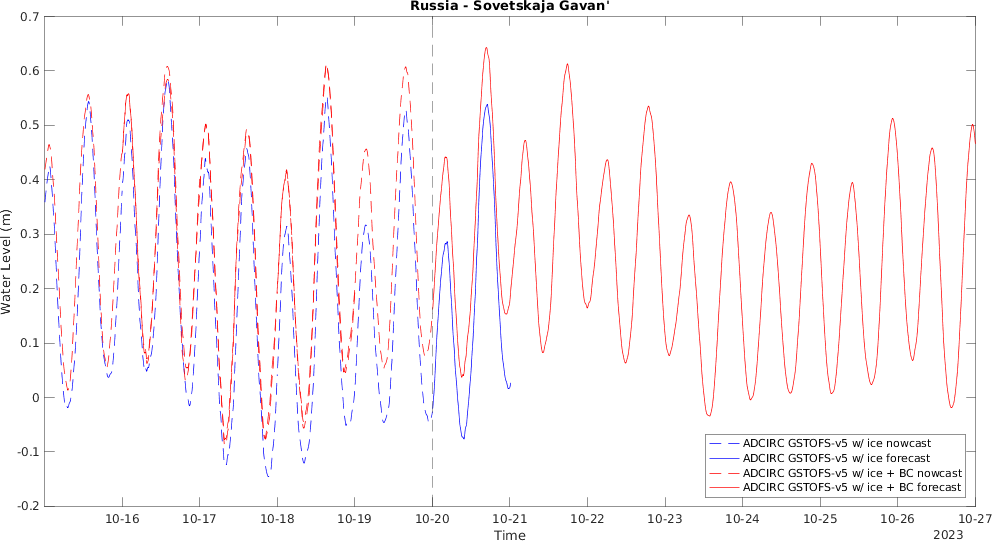 Russia - Sovetskaja Gavan'
Water Level (m)
0.7
0.6
0.5
0.4
0.3
0.2
0.1
0
-0.1
-0.2
ADCIRC GSTOFS-v5 w/ ice nowcast
ADCIRC GSTOFS-v5 w/ ice forecast
ADCIRC GSTOFS-v5 w/ ice + BC nowcast
ADCIRC GSTOFS-v5 w/ ice + BC forecast
10-16 10-17 10-18 10-19 10-20 10-21 10-22 10-23 10-24 10-25 10-26 10-27
Time
2023